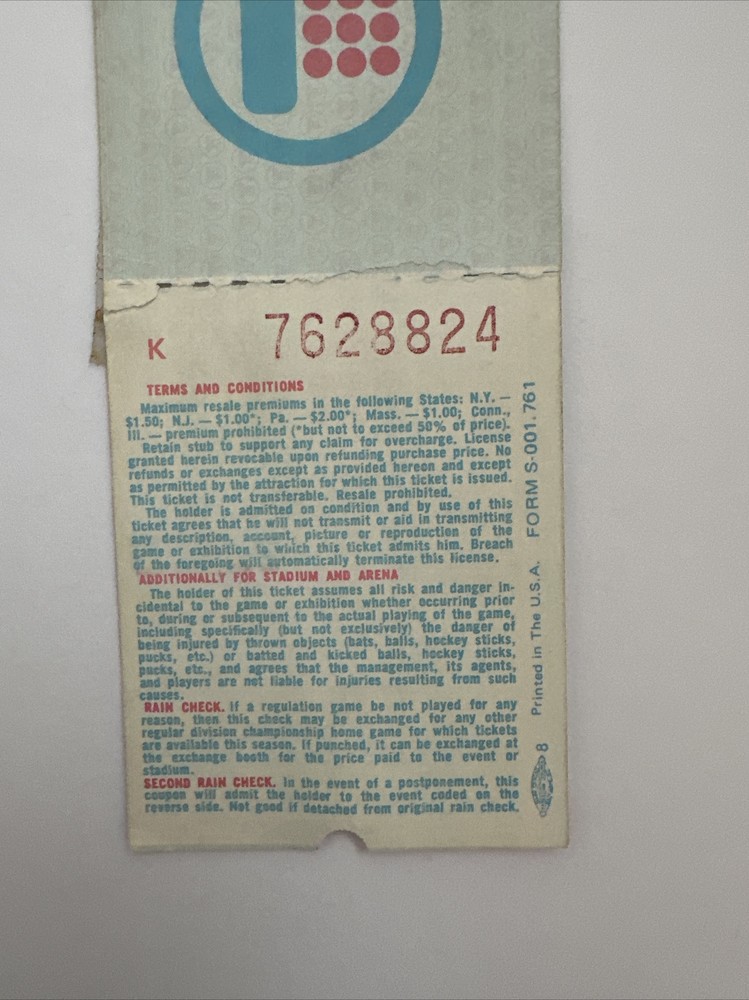 K 7628824
TERMS AND CONDITIONS
Maximum resale premiums in the following States: N.Y. —
$1.50; N.J. — $1.00*; Pa. — $2.00*; Mass. — $1.00; Conn.,
Ill. — premium prohibited (*but not to exceed 50% of price).
Retain stub to support any claim for overcharge. License
granted herein revocable upon refunding purchase price. No
refunds or exchanges except as provided hereon and except
as permitted by the attraction for which this ticket is issued.
This ticket is not transferable. Resale prohibited.
The holder is admitted on condition and by use of this
ticket agrees that he will not transmit or aid in transmitting
any description, account, picture or reproduction of the
game or exhibition to which this ticket admits him. Breach
of the foregoing will automatically terminate this license.
ADDITIONALLY FOR STADIUM AND ARENA
The holder of this ticket assumes all risk and danger in-
cidental to the game or exhibition whether occurring prior
to, during or subsequent to the actual playing of the game,
including specifically (but not exclusively) the danger of
being injured by thrown objects (bats, balls, hockey sticks,
pucks, etc.) or batted and kicked balls, hockey sticks,
pucks, etc., and agrees that the management, its agents,
and players are not liable for injuries resulting from such
causes.
RAIN CHECK. If a regulation game be not played for any
reason, then this check may be exchanged for any other
regular division championship home game for which tickets
are available this season. If punched, it can be exchanged at
the exchange booth for the price paid to the event or
stadium.
SECOND RAIN CHECK. In the event of a postponement, this
coupon will admit the holder to the event coded on the
reverse side. Not good if detached from original rain check.
8 Printed in The U.S.A. FORM S-001.761